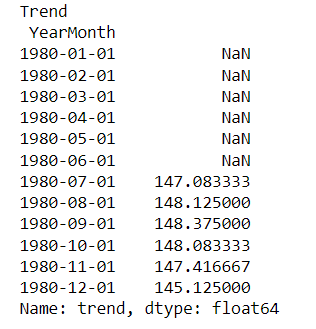 Trend
YearMonth
1980-01-01 NaN
1980-02-01 NaN
1980-03-01 NaN
1980-04-01 NaN
1980-05-01 NaN
1980-06-01 NaN
1980-07-01 147.083333
1980-08-01 148.125000
1980-09-01 148.375000
1980-10-01 148.083333
1980-11-01 147.416667
1980-12-01 145.125000
Name: trend, dtype: float64